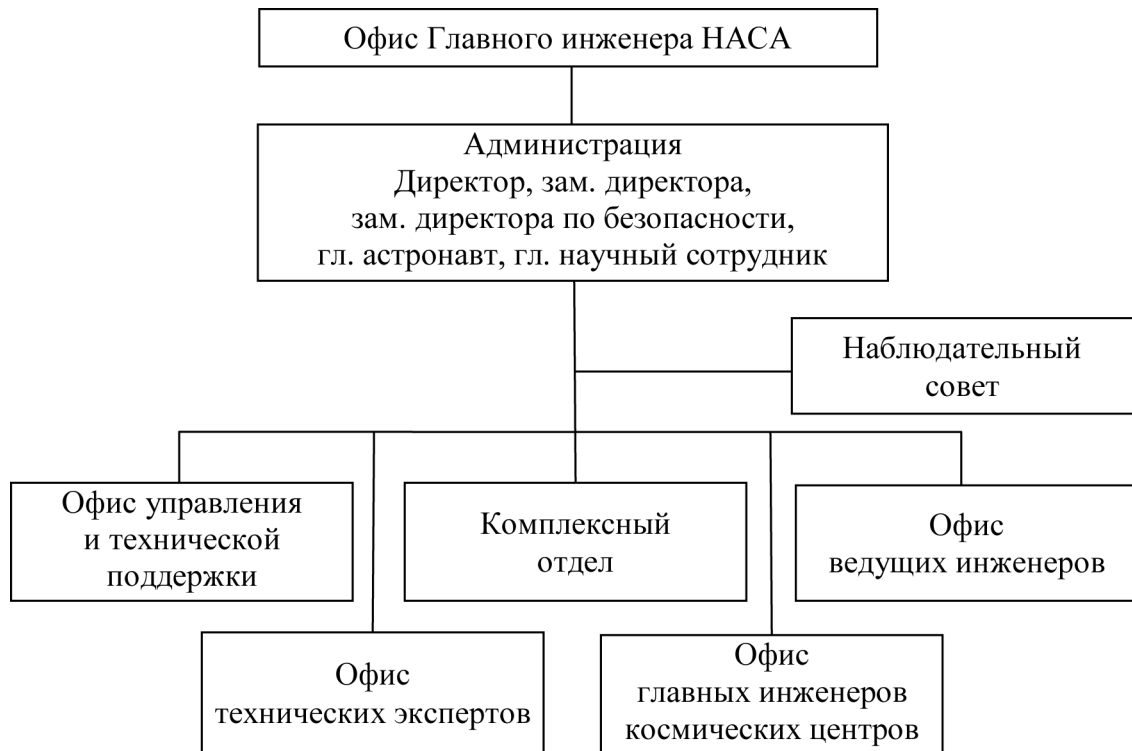 Офис Главного инженера НАСА
Администрация
Директор, зам. директора,
зам. директора по безопасности,
гл. астронавт, гл. научный сотрудник
Наблюдательный
совет
Офис управления
и технической
поддержки
Комплексный
отдел
Офис
ведущих инженеров
Офис
технических экспертов
Офис
главных инженеров
космических центров